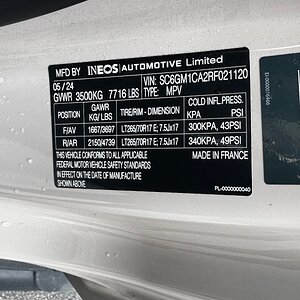 MFD BY INEOS AUTOMOTIVE Limited
05 / 24 VIN: SC6GM1CA2RF021120
GVWR 3500KG 7716 LBS TYPE: MPV
POSITION GAWR KG/LBS TIRE/RIM - DIMENSION COLD KPA PSI
F/AV 1667/3697 LT265/70R17 E; 7.5Jx17 300KPA, 43PSI
R/AR 2150/4739 LT265/70R17 E; 7.5Jx17 340KPA, 49PSI
THIS VEHICLE CONFORMS TO ALL APPLICABLE
FEDERAL MOTOR VEHICLE SAFETY STANDARDS
IN EFFECT ON THE DATE OF MANUFACTURE
SHOWN ABOVE
MADE IN FRANCE
PL-0000000040